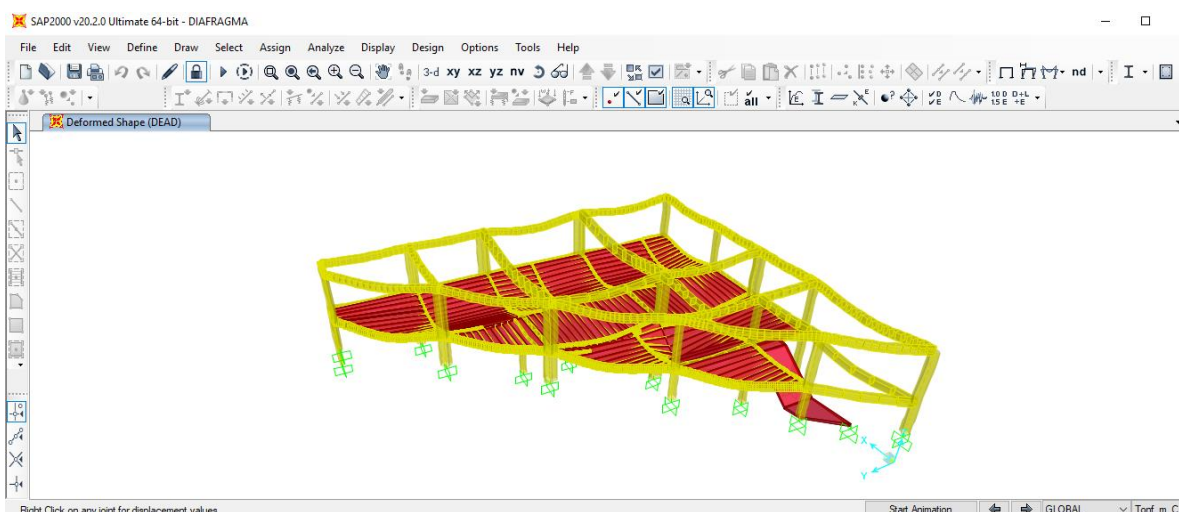 SAP2000 v20.2.0 Ultimate 64-bit - DIAFRAGMA
File Edit View Define Draw Select Assign Analyze Display Design Options Tools Help
3-d xy xz yz nv nd
all
Deformed Shape (DEAD)
X
Y
Right Click on any joint for displacement values
Start Animation GLOBAL Tonf, m, C